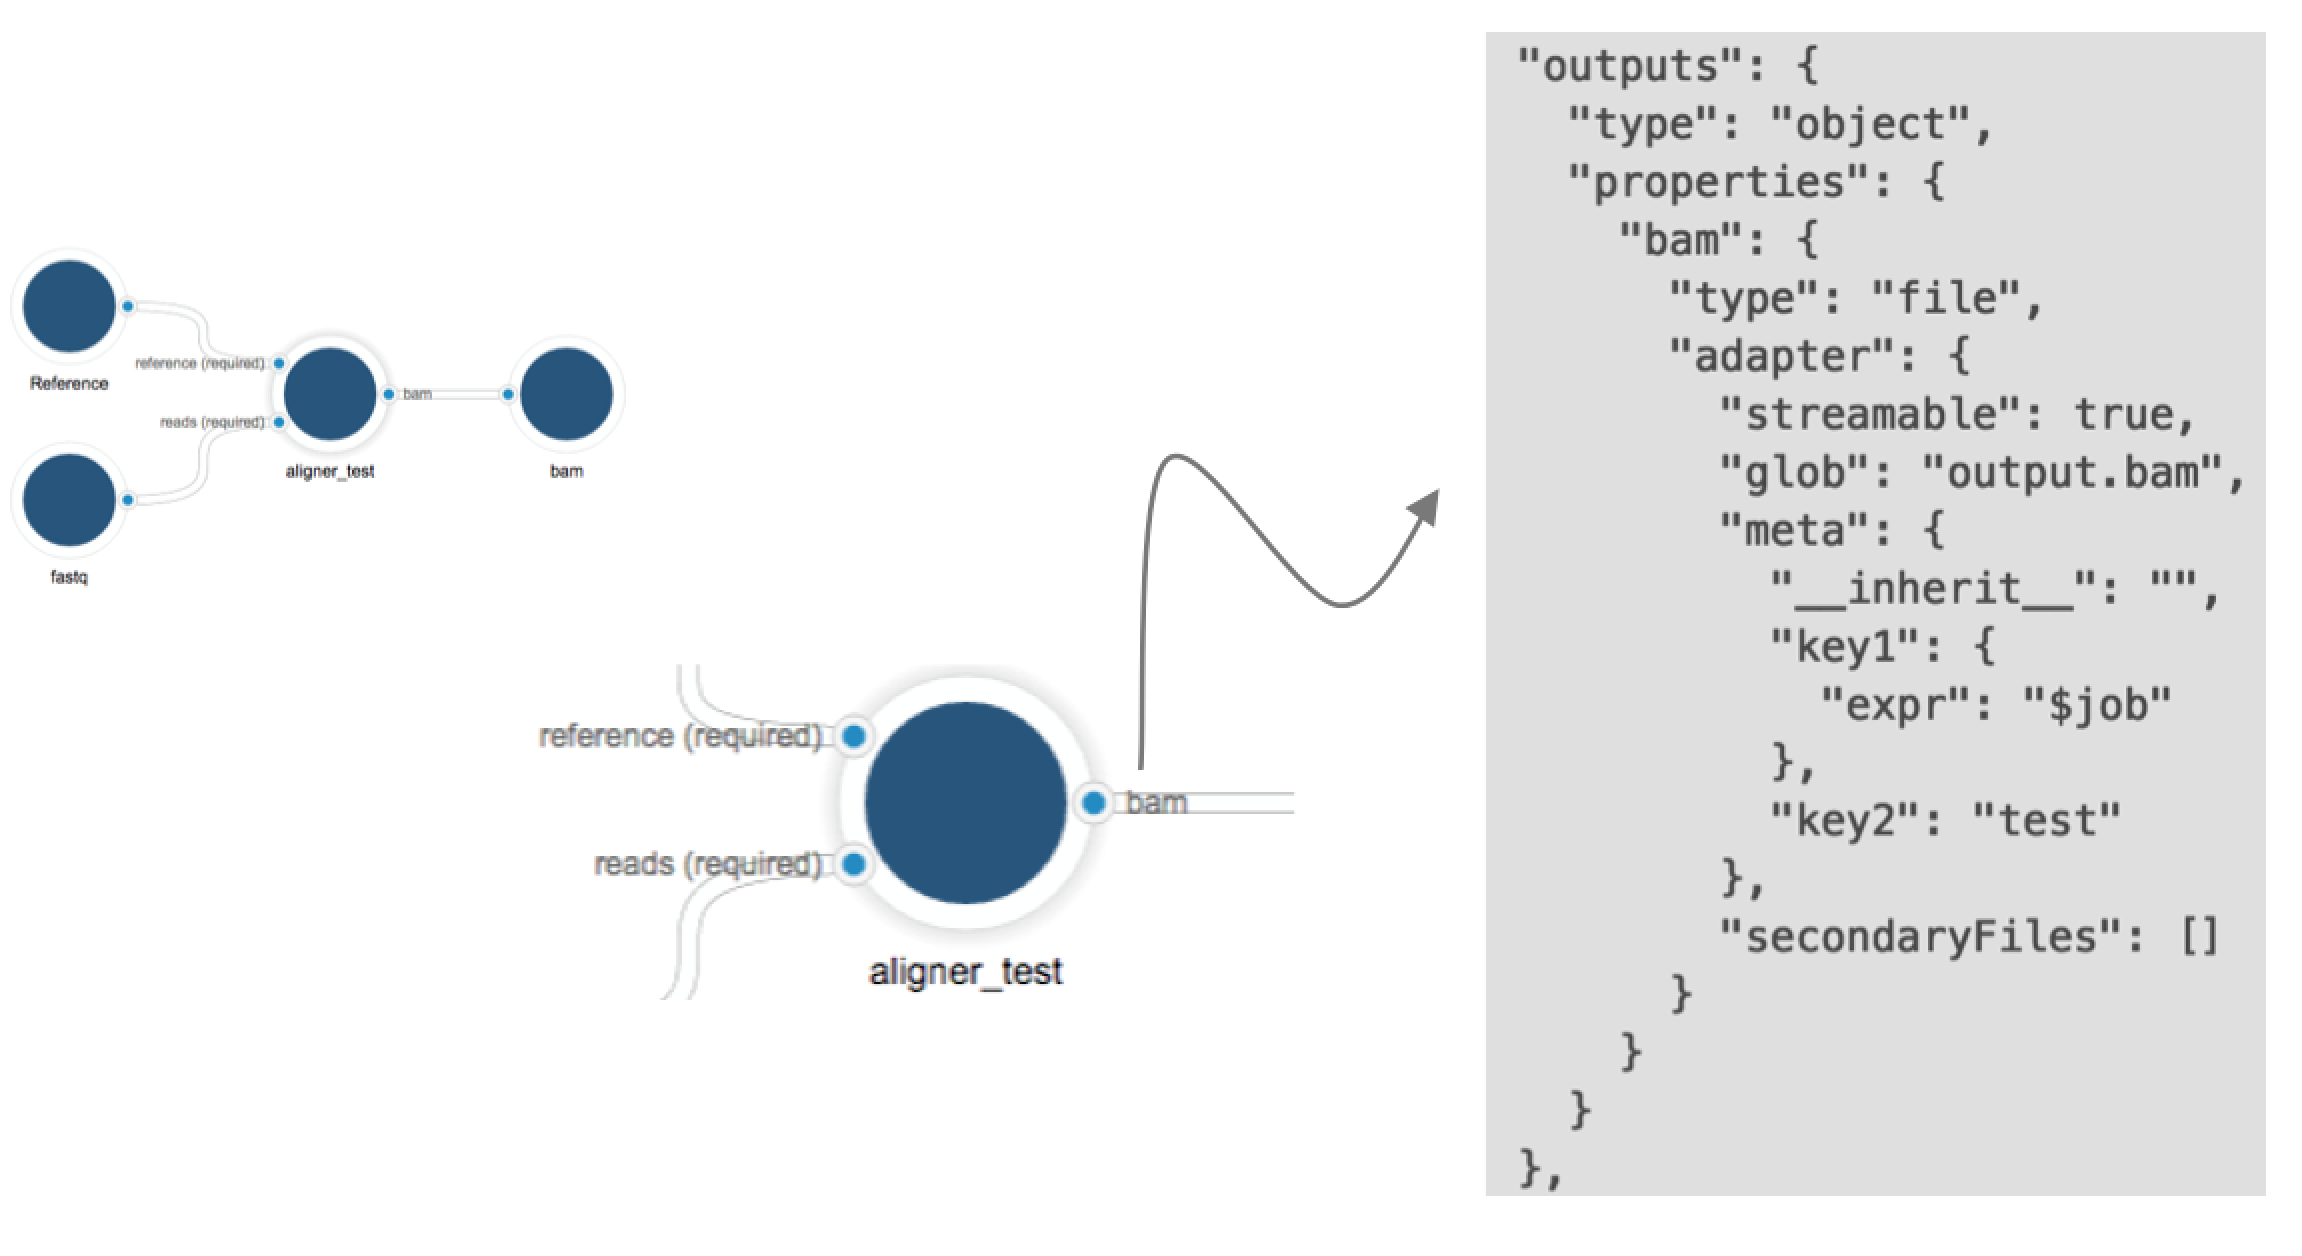 reference (required)
Reference
reads (required)
bam
aligner_test
bam
fastq
reference (required)
bam
reads (required)
aligner_test
"outputs": {
"type": "object",
"properties": {
"bam": {
"type": "file",
"adapter": {
"streamable": true,
"glob": "output.bam",
"meta": {
"__inherit__": "",
"key1": {
"expr": "$job"
},
"key2": "test"
},
"secondaryFiles": []
}
}
}
},